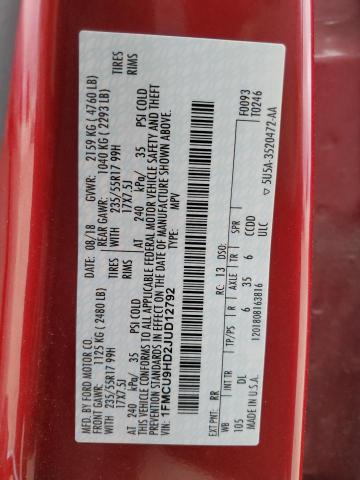 MFD. BY FORD MOTOR CO.
DATE: 08/18 GVWR: 2159 KG ( 4760 LB)
FRONT GAWR: 1125 KG ( 2480 LB) REAR GAWR: 1040 KG ( 2293 LB)
WITH 235/55R17 99H TIRES WITH 235/55R17 99H TIRES
17X7.5J RIMS 17X7.5J RIMS
AT 240 kPa/ 35 PSI COLD AT 240 kPa/ 35 PSI COLD
THIS VEHICLE CONFORMS TO ALL APPLICABLE FEDERAL MOTOR VEHICLE SAFETY AND THEFT
PREVENTION STANDARDS IN EFFECT ON THE DATE OF MANUFACTURE SHOWN ABOVE.
VIN: 1FMCU9HD2JUD12792
TYPE: MPV
F0093
T0246
EXT PNT: RR RC: 13 DSO:
WB INT TR TP/PS R AXLE TR SPR
105 DL 6 35 6 CCDD
ULC
1201808163816
MADE IN U.S.A.
▽ 5U5A-3520472-AA